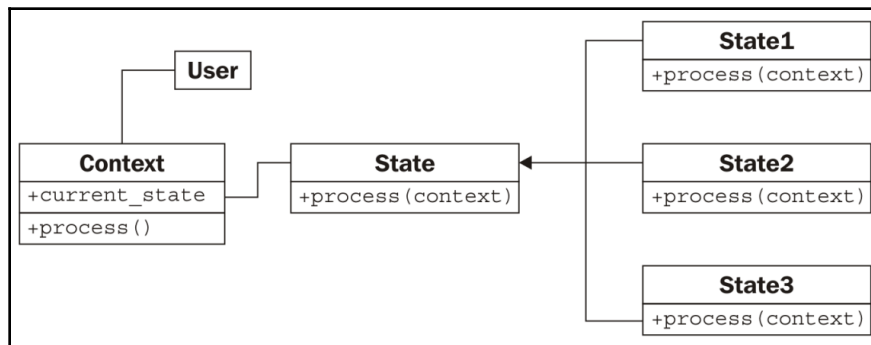 User
Context
+current_state
+process()
State
+process(context)
State1
+process(context)
State2
+process(context)
State3
+process(context)